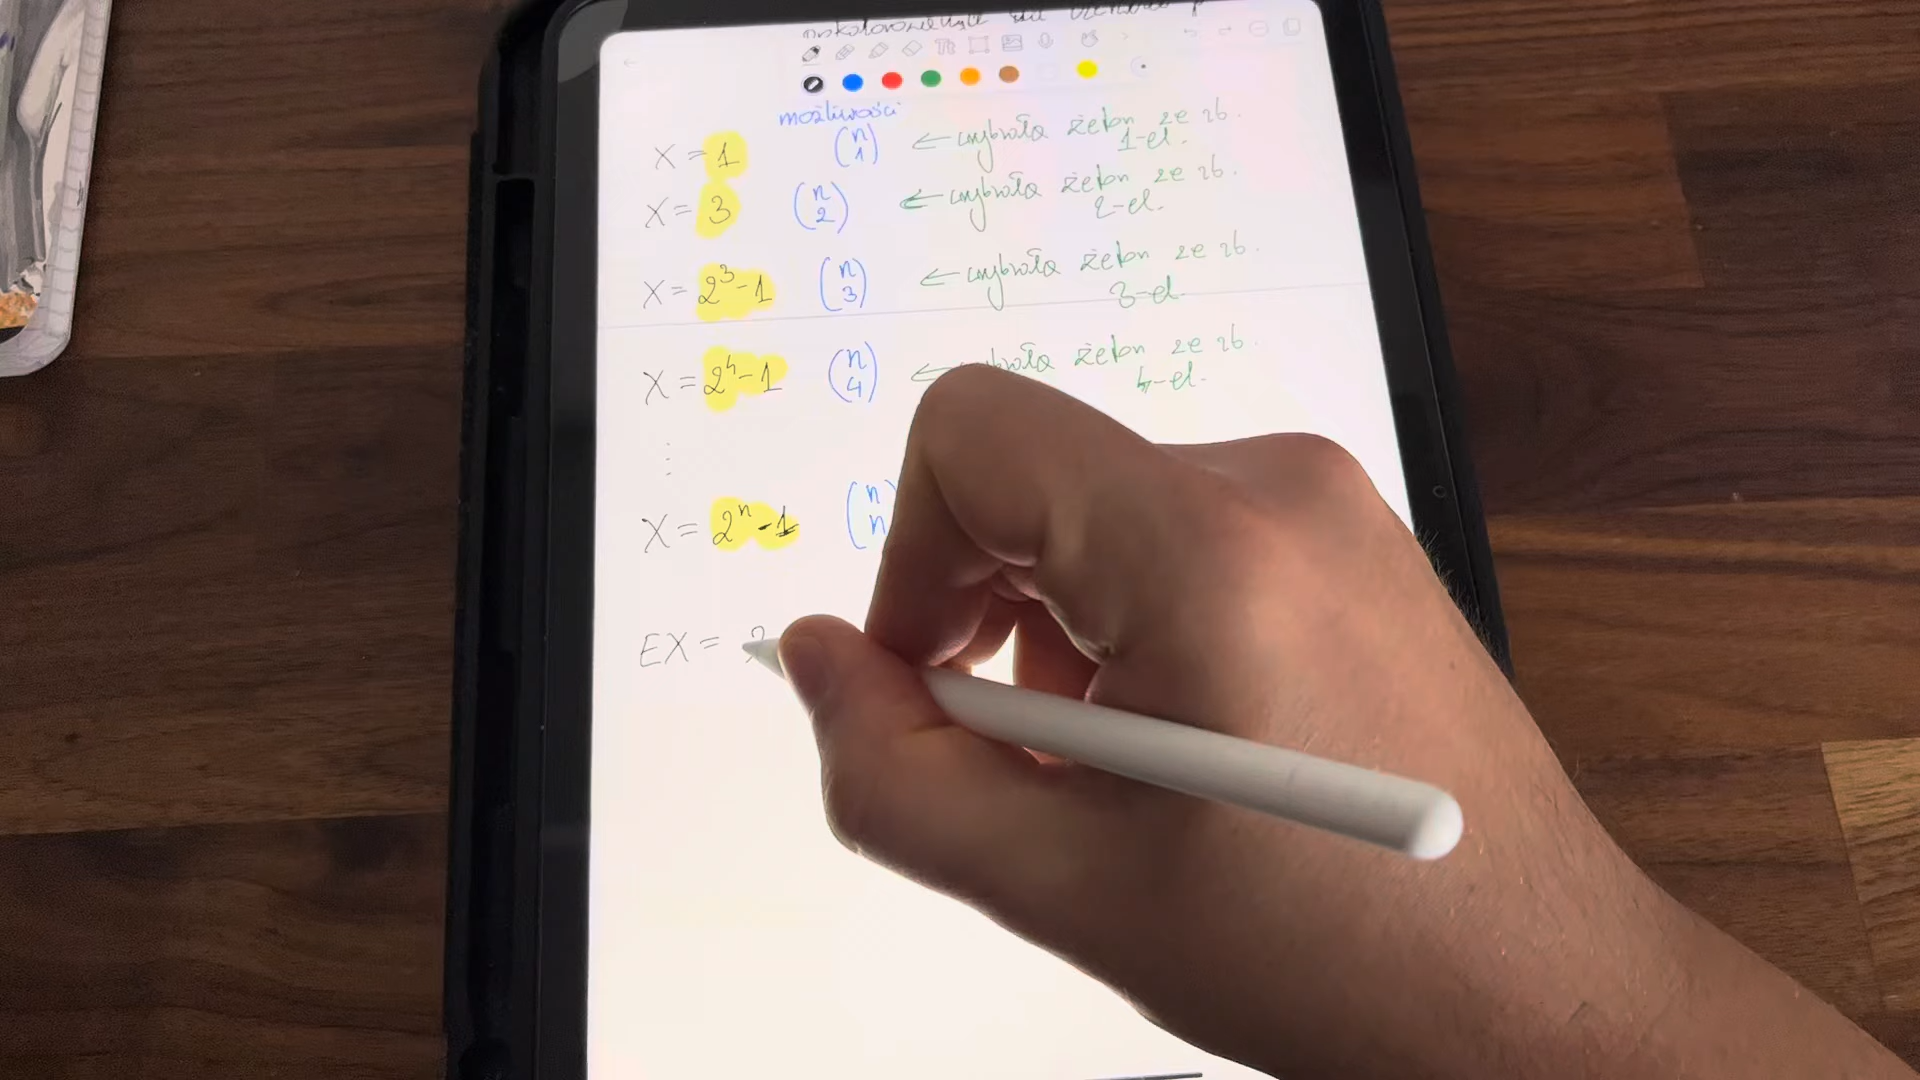 możliwości
X = 1 (n 1) ← wybrała żeton ze zb. 1-el.
X = 3 (n 2) ← wybrała żeton ze zb. 2-el.
X = 2³-1 (n 3) ← wybrała żeton ze zb. 3-el.
X = 2⁴-1 (n 4) ← wybrała żeton ze zb. 4-el.
⋮
X = 2ⁿ-1 (n n
EX =